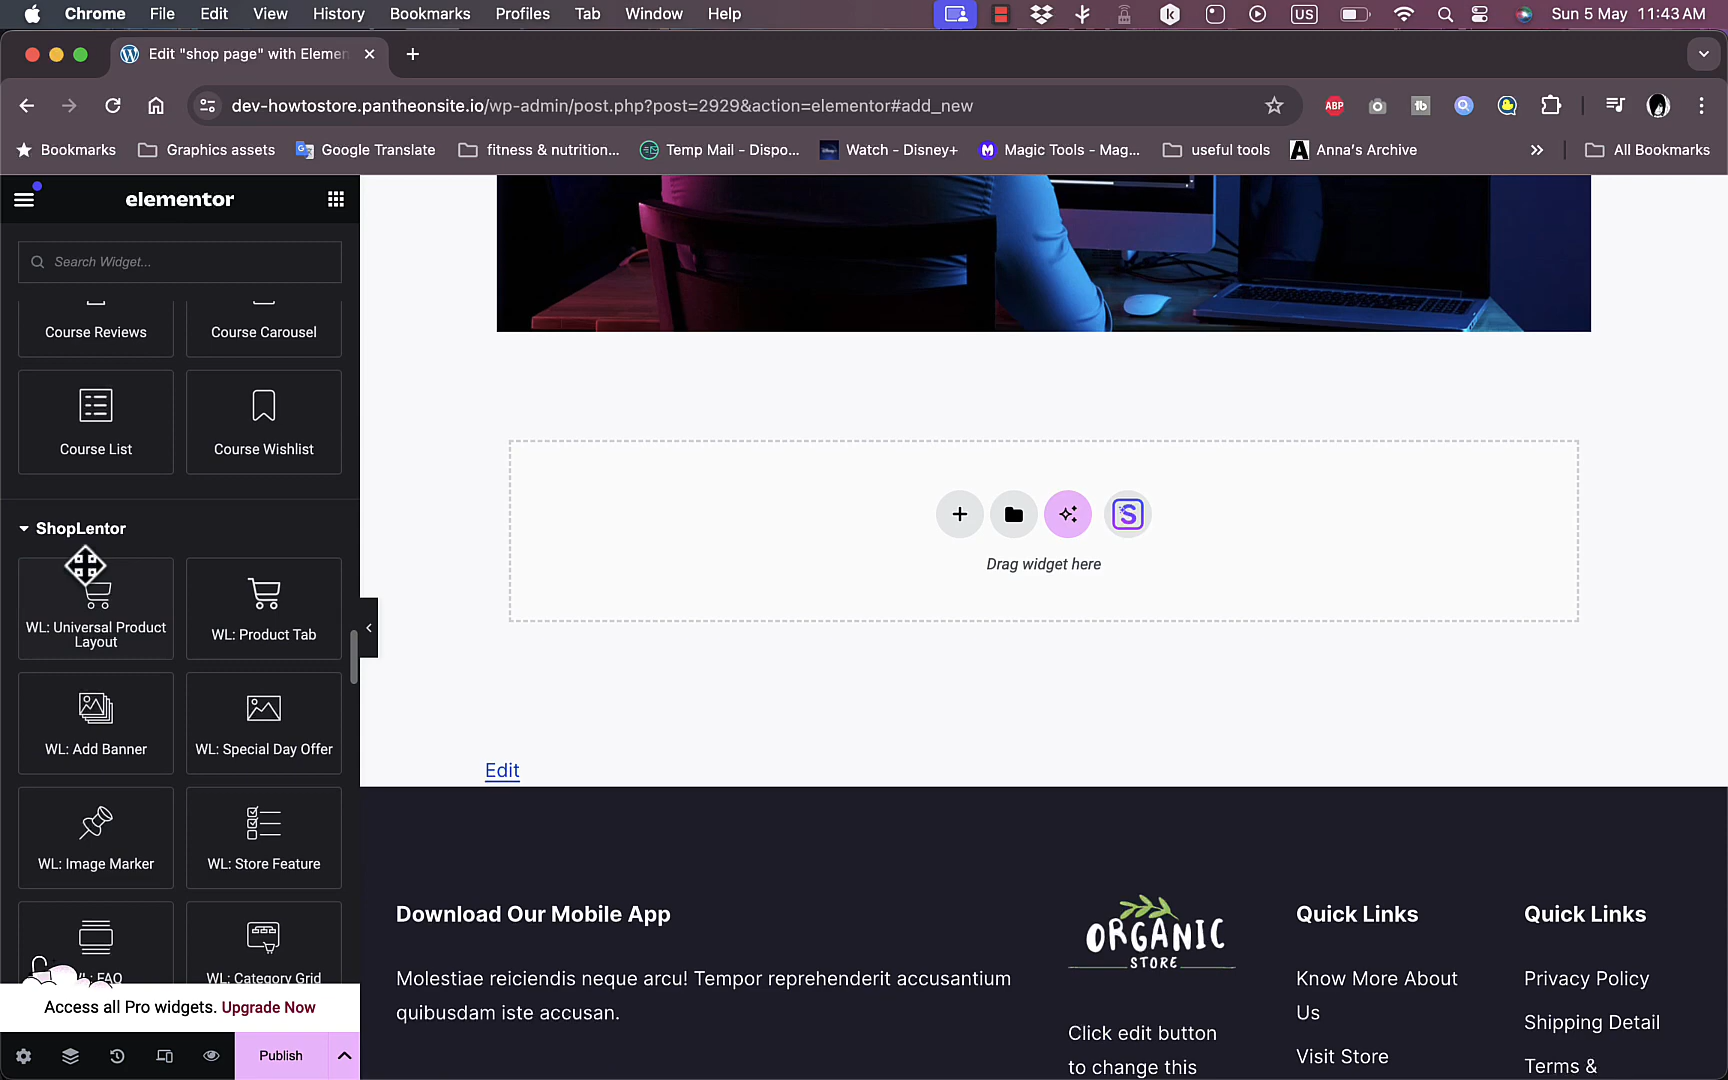 Chrome File Edit View History Bookmarks Profiles Tab Window Help US Sun 5 May 11:43 AM
Edit "shop page" with Elemen
dev-howtostore.pantheonsite.io/wp-admin/post.php?post=2929&action=elementor#add_new
ABP
Bookmarks Graphics assets Google Translate fitness & nutrition... Temp Mail - Dispo... Watch - Disney+ Magic Tools - Mag... useful tools Anna's Archive All Bookmarks
elementor
Search Widget...
Course Reviews Course Carousel
Course List Course Wishlist
ShopLentor
WL: Universal Product
Layout
WL: Product Tab
WL: Add Banner WL: Special Day Offer
WL: Image Marker WL: Store Feature
WL: FAQ WL: Category Grid
Access all Pro widgets. Upgrade Now
Publish
S
Drag widget here
Edit
Download Our Mobile App
Molestiae reiciendis neque arcu! Tempor reprehenderit accusantium
quibusdam iste accusan.
ORGANIC
STORE
Click edit button
to change this
Quick Links
Know More About
Us
Visit Store
Quick Links
Privacy Policy
Shipping Detail
Terms &